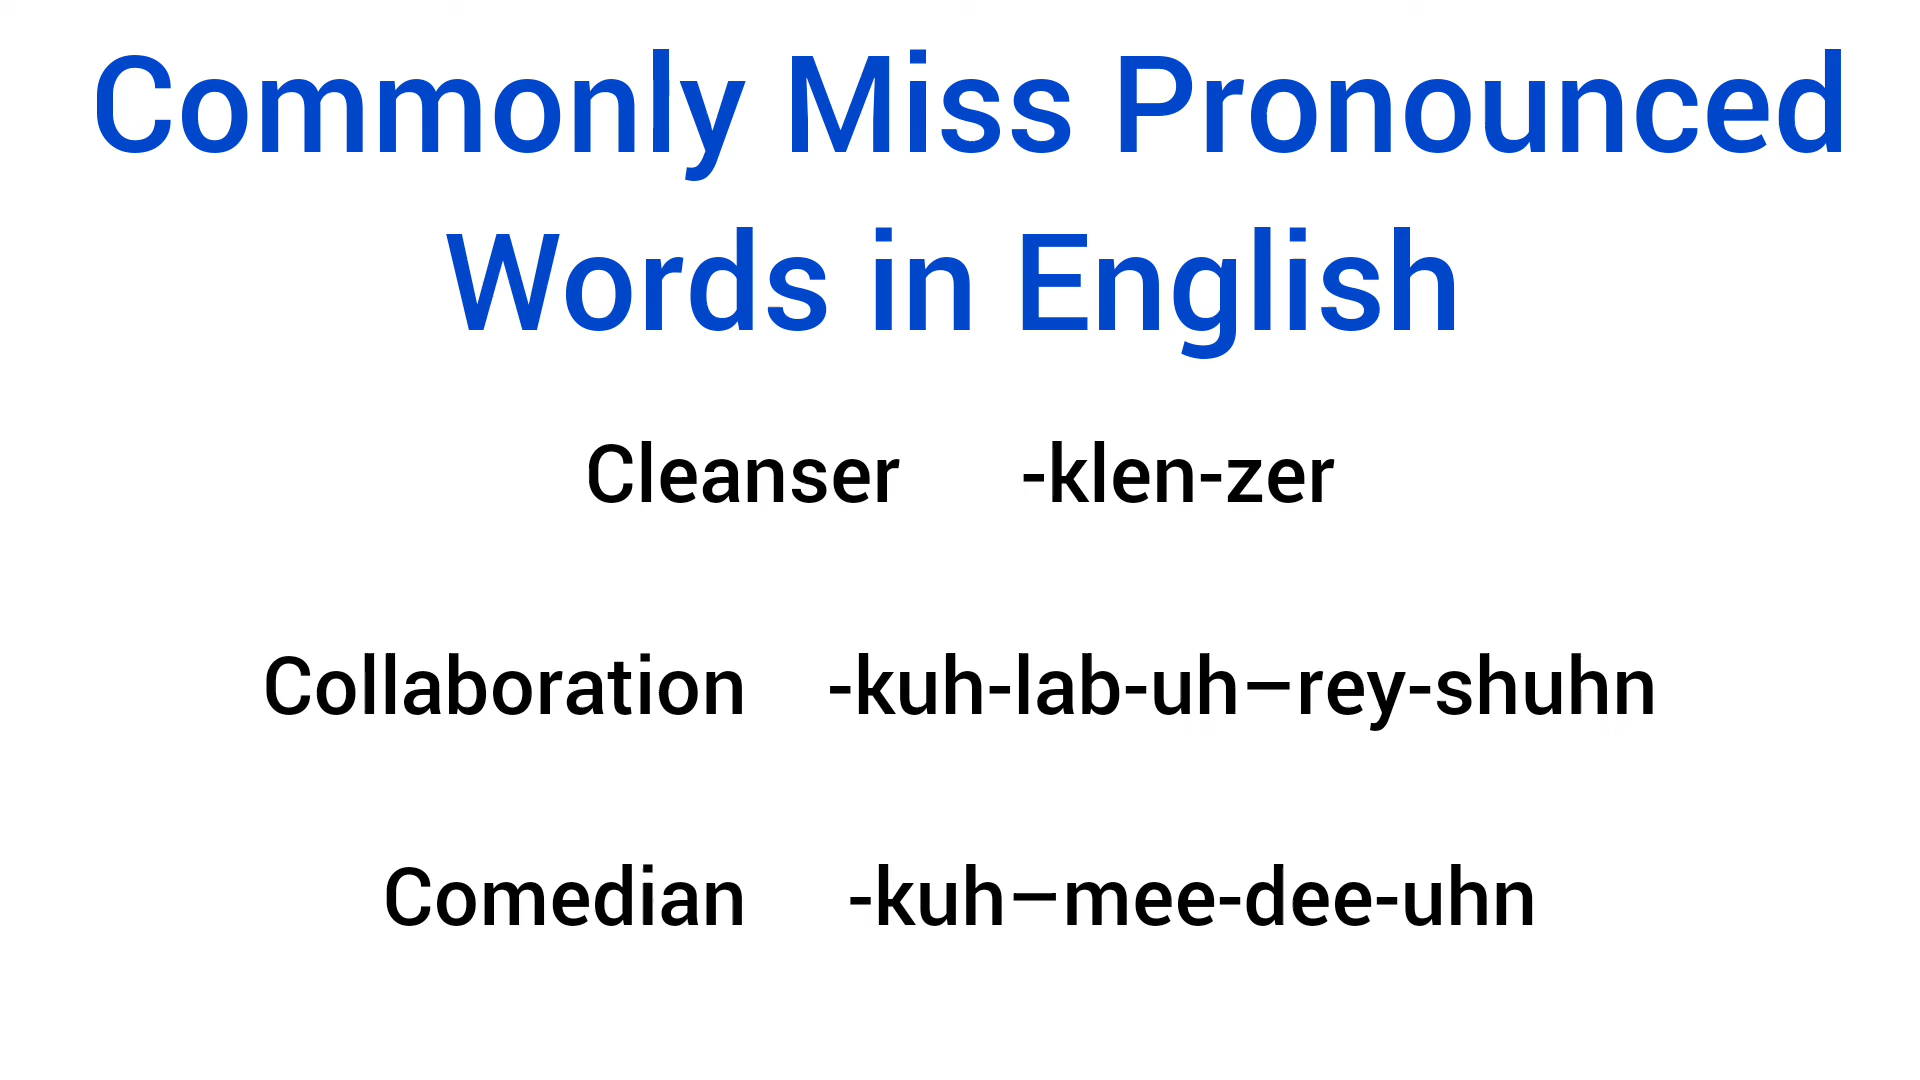 Commonly Miss Pronounced
Words in English
Cleanser -klen-zer
Collaboration -kuh-lab-uh–rey-shuhn
Comedian -kuh–mee-dee-uhn